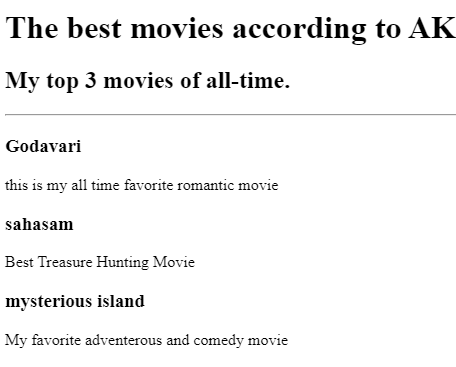 The best movies according to AK
My top 3 movies of all-time.
Godavari
this is my all time favorite romantic movie
sahasam
Best Treasure Hunting Movie
mysterious island
My favorite adventerous and comedy movie